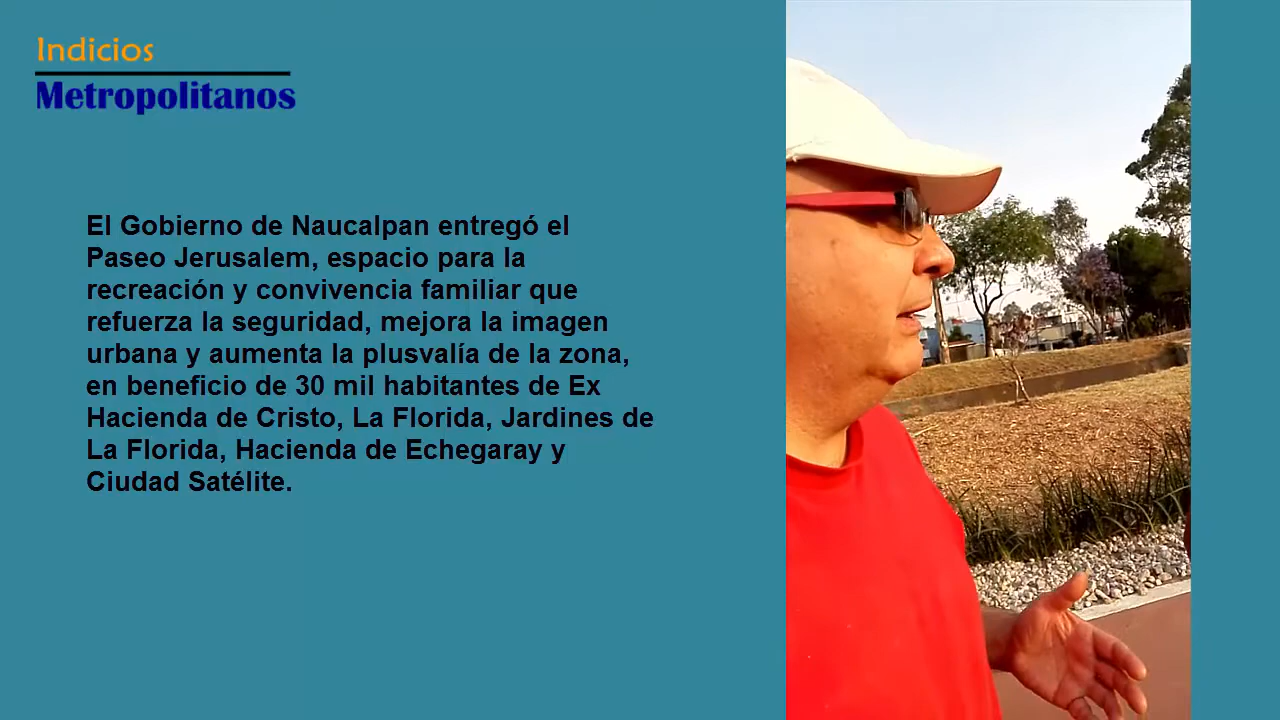 Indicios
Metropolitanos
El Gobierno de Naucalpan entregó el
Paseo Jerusalem, espacio para la
recreación y convivencia familiar que
refuerza la seguridad, mejora la imagen
urbana y aumenta la plusvalía de la zona,
en beneficio de 30 mil habitantes de Ex
Hacienda de Cristo, La Florida, Jardines de
La Florida, Hacienda de Echegaray y
Ciudad Satélite.